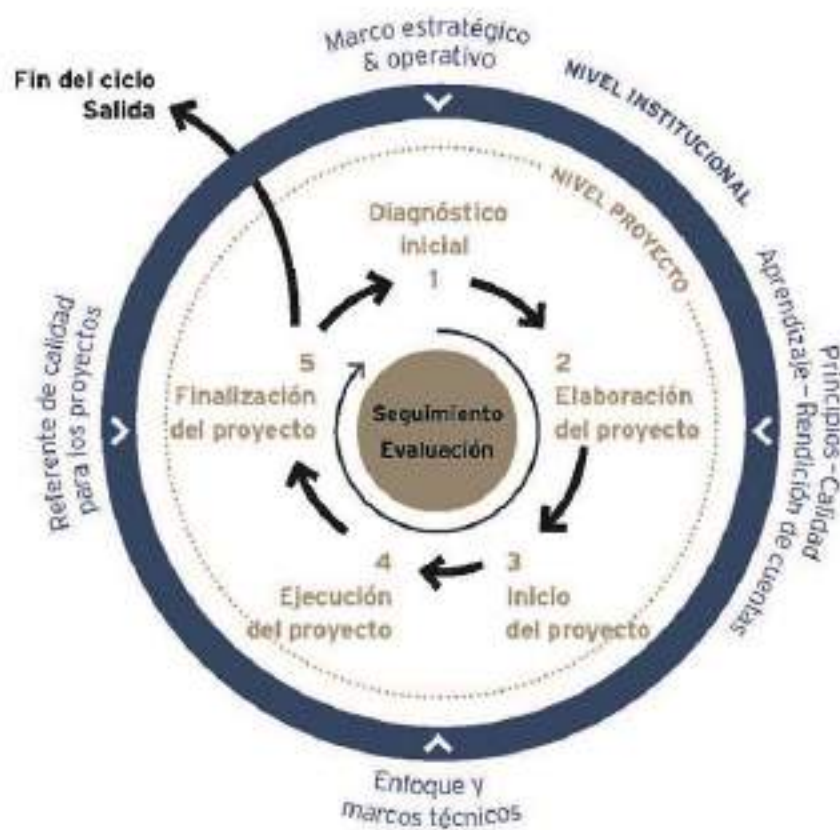 Marco estratégico
& operativo
NIVEL INSTITUCIONAL
Fin del ciclo
Salida
NIVEL PROYECTO
Diagnóstico
inicial
1
2
Elaboración
del proyecto
3
Inicio
del proyecto
4
Ejecución
del proyecto
5
Finalización
del proyecto
Seguimiento
Evaluación
Principios - Calidad
Aprendizaje - Rendición de cuentas
Enfoque y
marcos técnicos
Referente de calidad
para los proyectos